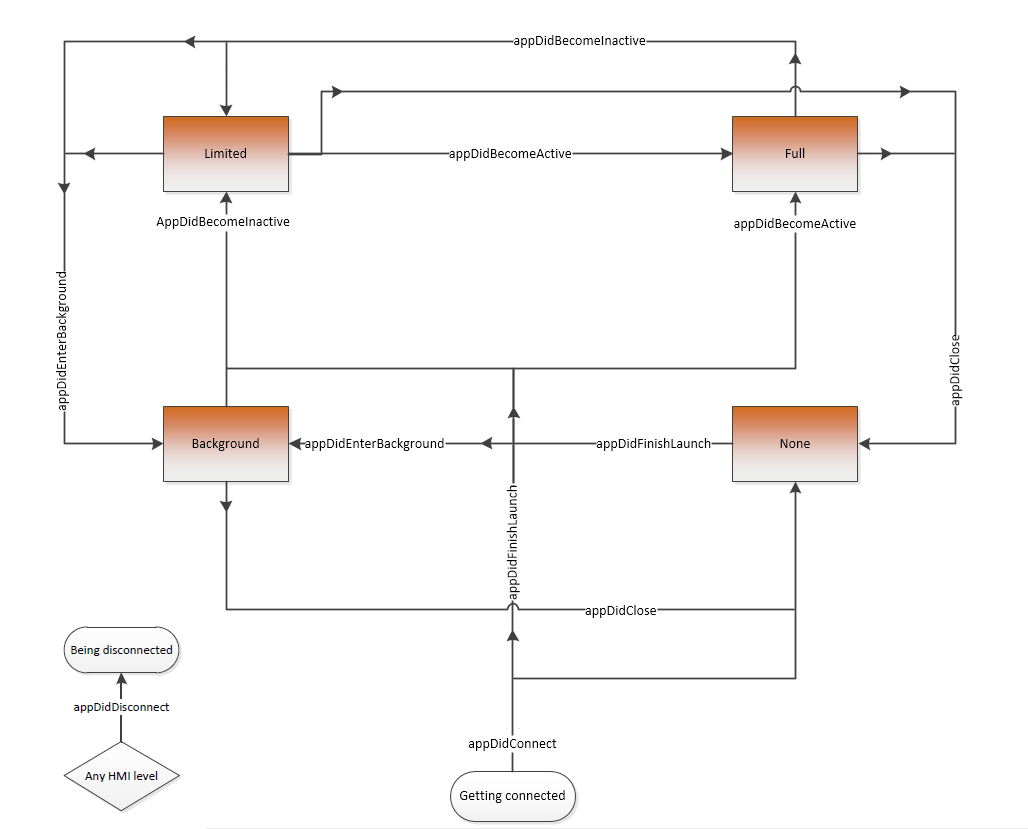 appDidBecomeInactive
Limited
appDidBecomeActive
Full
AppDidBecomeInactive
appDidBecomeActive
appDidEnterBackground
appDidClose
Background
appDidEnterBackground
appDidFinishLaunch
None
appDidFinishLaunch
appDidClose
Being disconnected
appDidDisconnect
appDidConnect
Any HMI level
Getting connected